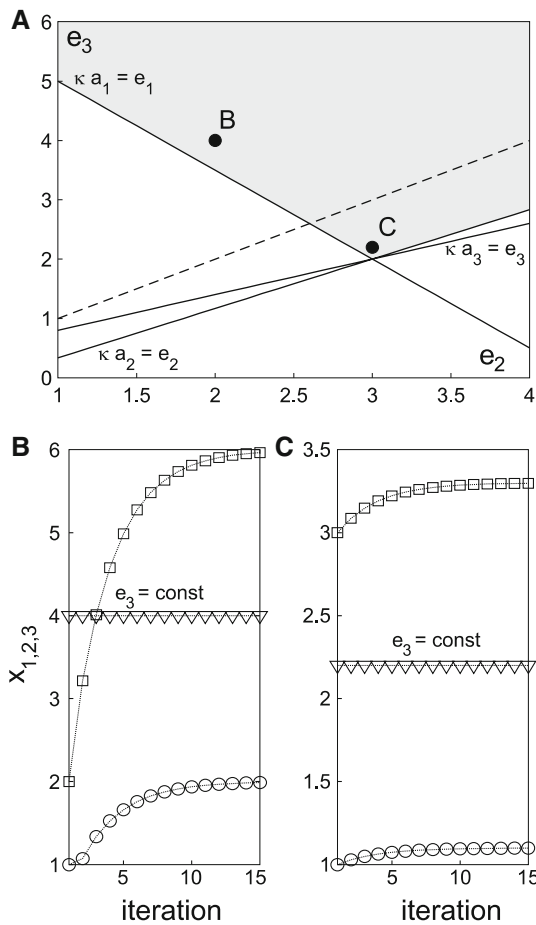 A
6
e3
κ a1 = e1
5
B
4
3
C
2
κ a3 = e3
1
κ a2 = e2
e2
0
1 1.5 2 2.5 3 3.5 4
B
6
5
e3 = const
4
x1,2,3
3
2
1
5 10 15
iteration
C
3.5
3
2.5
e3 = const
2
1.5
1
5 10 15
iteration